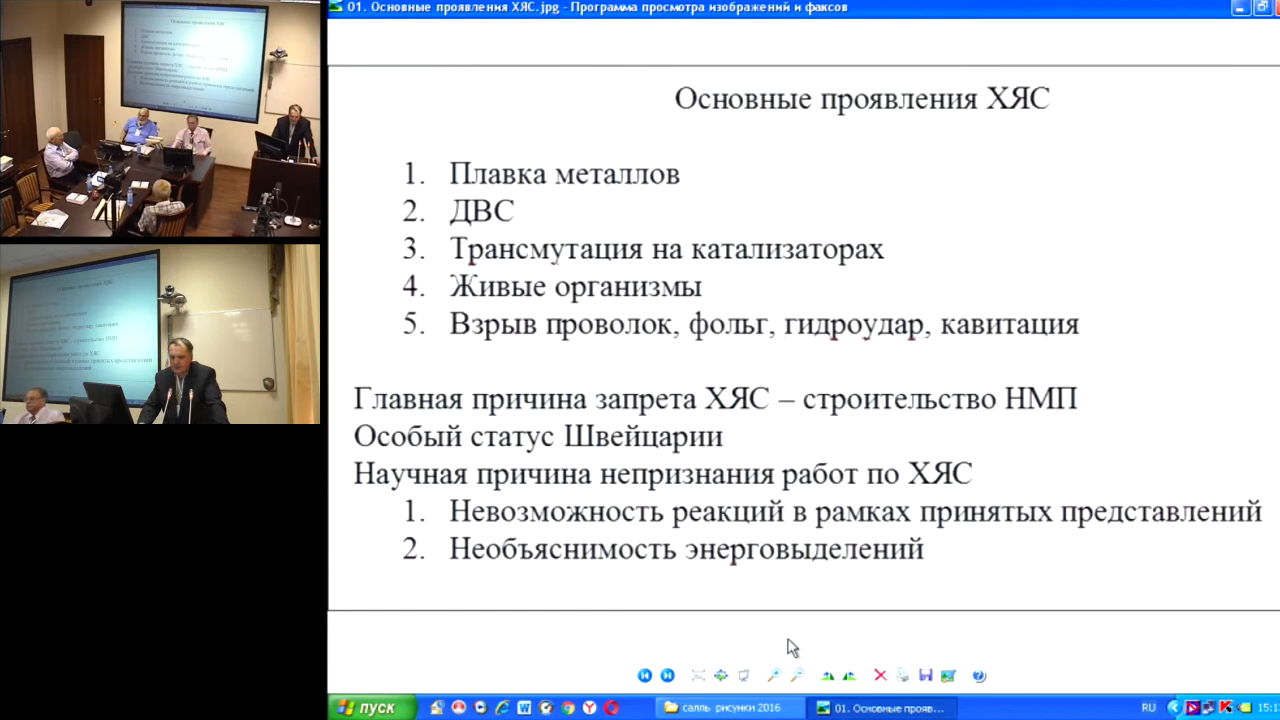 01. Основные проявления ХЯС.jpg - Программа просмотра изображений и факсов
Основные проявления ХЯС
1. Плавка металлов
2. ДВС
3. Трансмутация на катализаторах
4. Живые организмы
5. Взрыв проволок, фольг, гидроудар, кавитация
Главная причина запрета ХЯС – строительство НМП
Особый статус Швейцарии
Научная причина непризнания работ по ХЯС
1. Невозможность реакций в рамках принятых представлений
2. Необъяснимость энерговыделений
пуск
салль рисунки 2016
01. Основные прояв...
RU